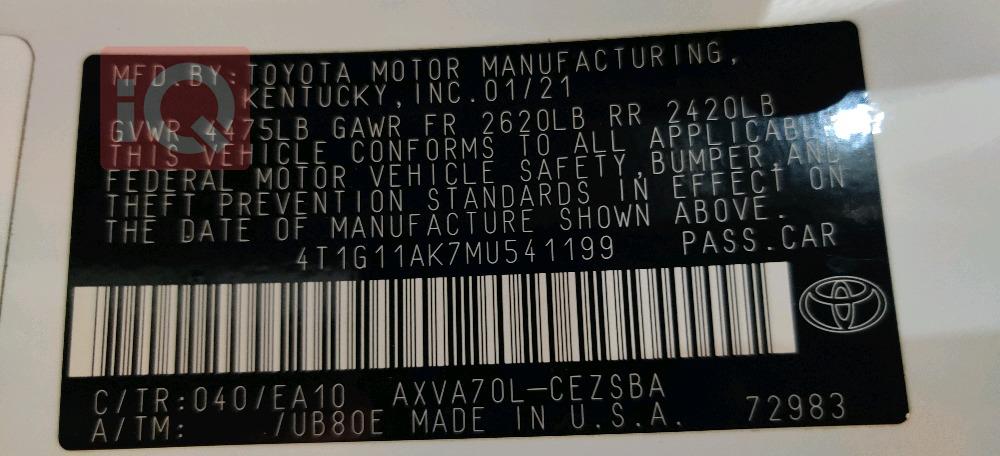 MFD.BY:TOYOTA MOTOR MANUFACTURING,
KENTUCKY,INC.01/21
GVWR 4475LB GAWR FR 2620LB RR 2420LB
THIS VEHICLE CONFORMS TO ALL APPLICABLE
FEDERAL MOTOR VEHICLE SAFETY,BUMPER,AND
THEFT PREVENTION STANDARDS IN EFFECT ON
THE DATE OF MANUFACTURE SHOWN ABOVE.
4T1G11AK7MU541199 PASS.CAR
C/TR:040/EA10 AXVA70L-CEZSBA
A/TM: /UB80E MADE IN U.S.A. 72983
iQ